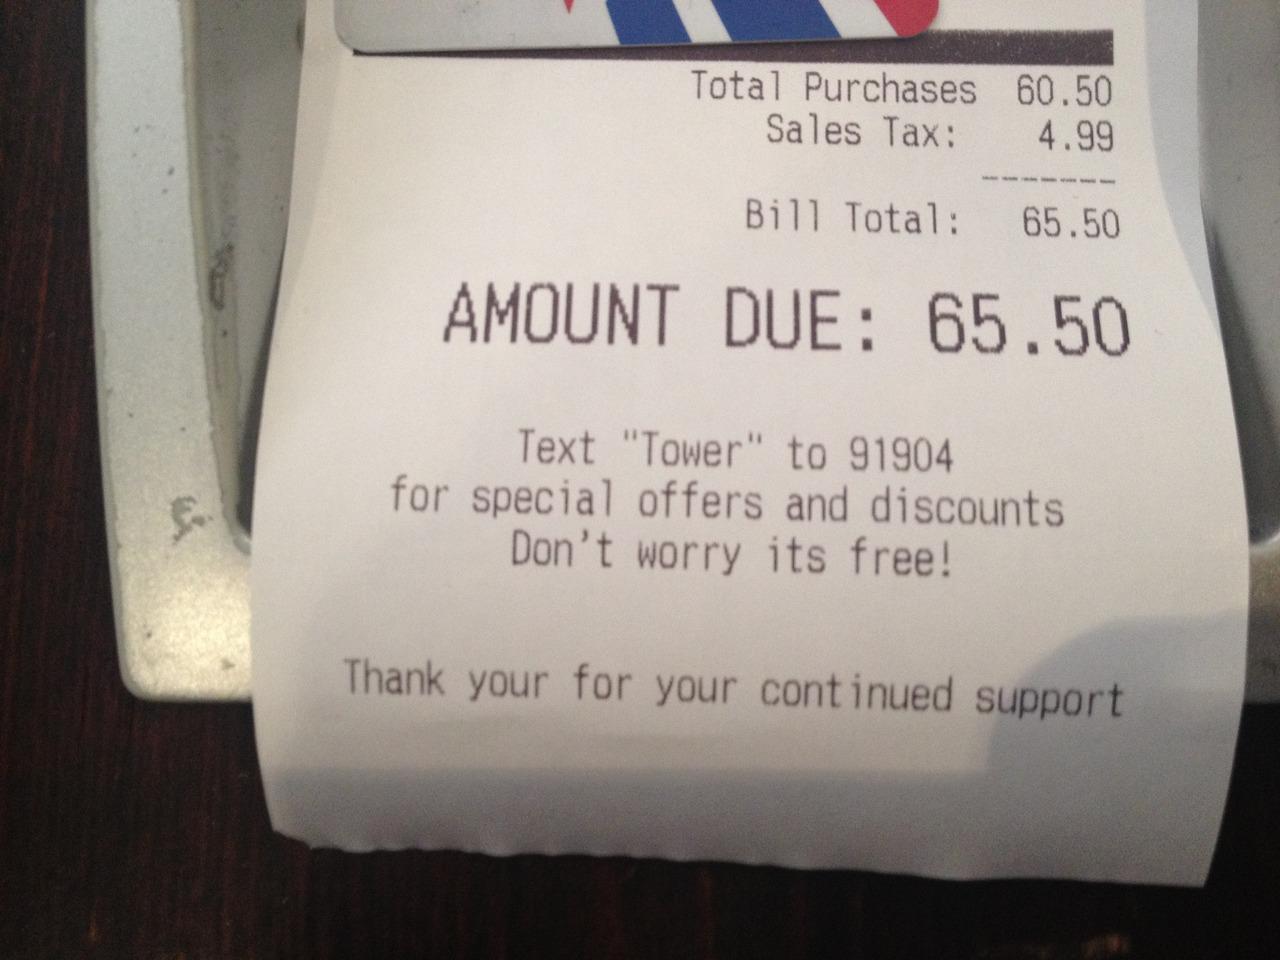 Total Purchases 60.50
Sales Tax: 4.99
-------
Bill Total: 65.50
AMOUNT DUE: 65.50
Text "Tower" to 91904
for special offers and discounts
Don't worry its free!
Thank your for your continued support